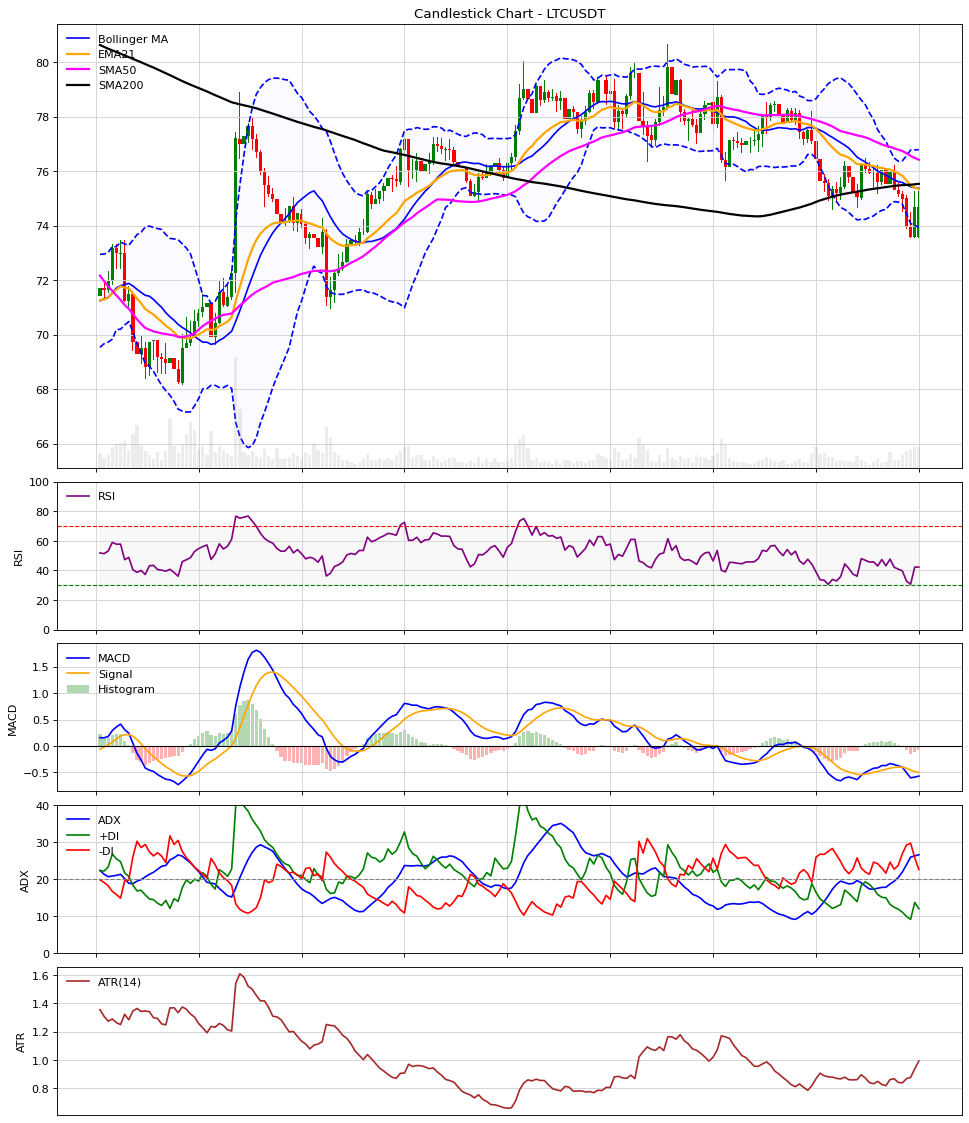 Candlestick Chart - LTCUSDT
Bollinger MA
EMA21
SMA50
SMA200
80
78
76
74
72
70
68
66
RSI
RSI
100
80
60
40
20
0
MACD
Signal
Histogram
MACD
1.5
1.0
0.5
0.0
−0.5
ADX
+DI
-DI
ADX
40
30
20
10
0
ATR(14)
ATR
1.6
1.4
1.2
1.0
0.8